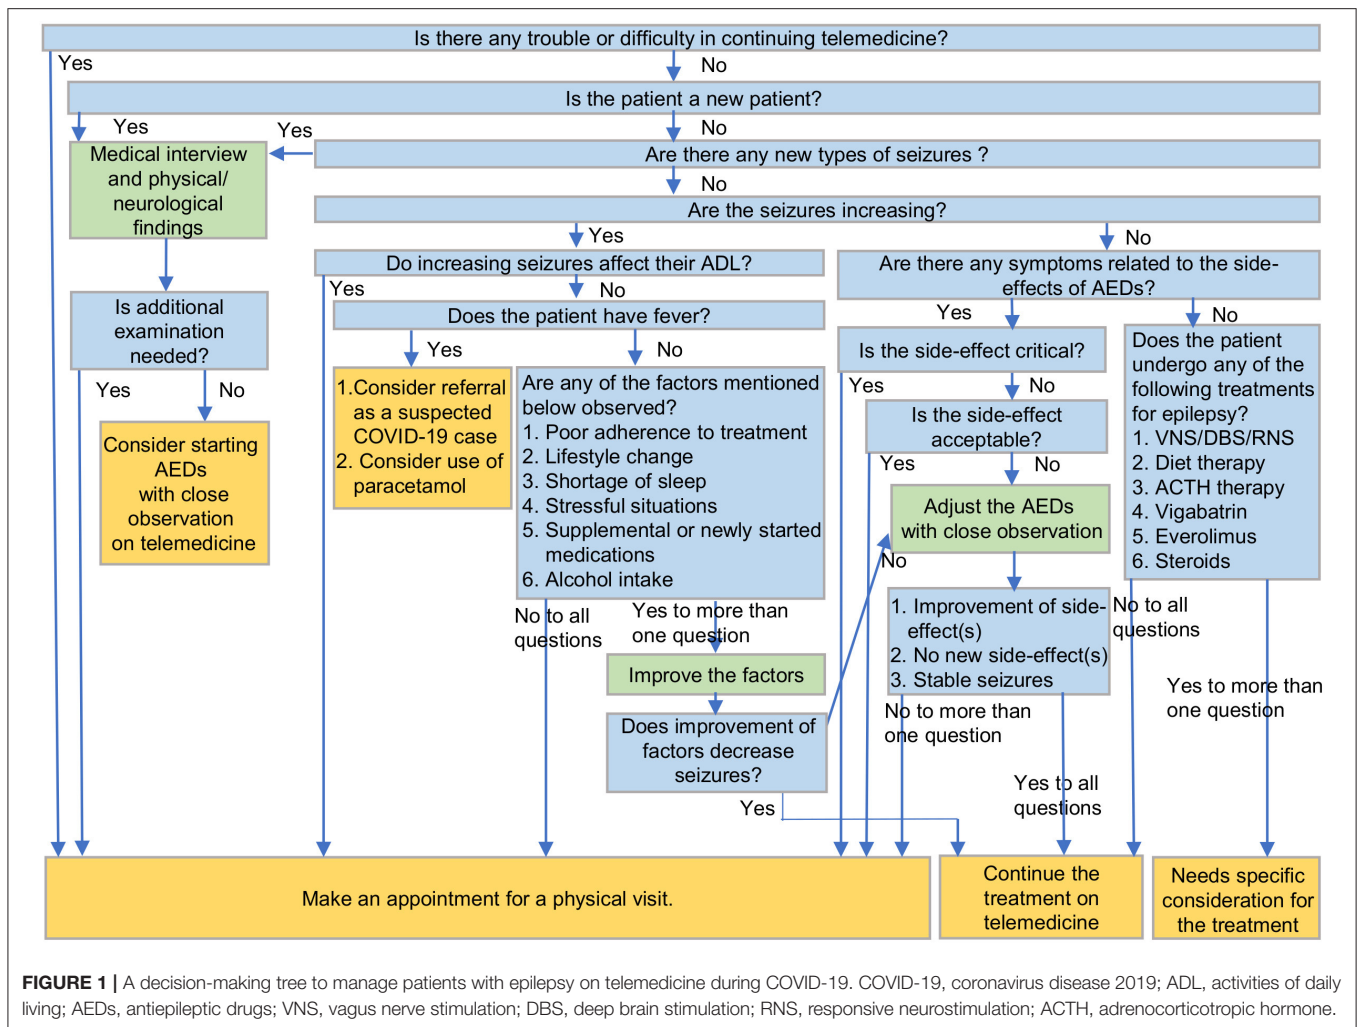 Is there any trouble or difficulty in continuing telemedicine?
Yes
No
Is the patient a new patient?
Yes
Yes
No
Medical interview
and physical/
neurological
findings
Are there any new types of seizures ?
No
Are the seizures increasing?
Yes
No
Do increasing seizures affect their ADL?
Are there any symptoms related to the side-
effects of AEDs?
Yes
No
Is additional
examination
needed?
Does the patient have fever?
Yes
No
Yes
No
Is the side-effect critical?
Does the patient
undergo any of the
following treatments
for epilepsy?
1. VNS/DBS/RNS
2. Diet therapy
3. ACTH therapy
4. Vigabatrin
5. Everolimus
6. Steroids
Yes
No
Yes
No
1.Consider referral
as a suspected
COVID-19 case
2. Consider use of
paracetamol
Are any of the factors mentioned
below observed?
1. Poor adherence to treatment
2. Lifestyle change
3. Shortage of sleep
4. Stressful situations
5. Supplemental or newly started
medications
6. Alcohol intake
Is the side-effect
acceptable?
Yes
No
Consider starting
AEDs
with close
observation
on telemedicine
Adjust the AEDs
with close observation
No
No to all
questions
Yes to more than
one question
1. Improvement of side-
effect(s)
2. No new side-effect(s)
3. Stable seizures
No to all
questions
Improve the factors
Yes to more than
one question
No to more than
one question
Does improvement of
factors decrease
seizures?
Yes
Yes to all
questions
Make an appointment for a physical visit.
Continue the
treatment on
telemedicine
Needs specific
consideration for
the treatment
FIGURE 1 | A decision-making tree to manage patients with epilepsy on telemedicine during COVID-19. COVID-19, coronavirus disease 2019; ADL, activities of daily
living; AEDs, antiepileptic drugs; VNS, vagus nerve stimulation; DBS, deep brain stimulation; RNS, responsive neurostimulation; ACTH, adrenocorticotropic hormone.